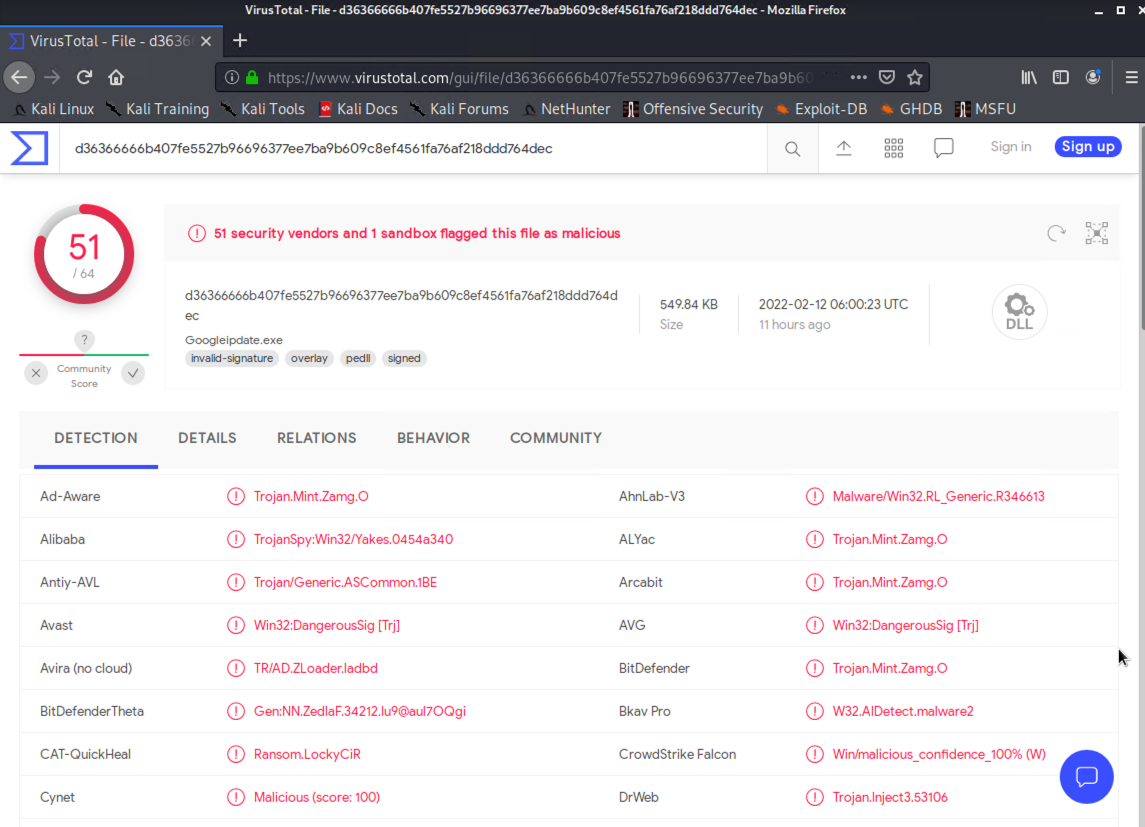 VirusTotal - File - d36366666b407fe5527b96696377ee7ba9b609c8ef4561fa76af218ddd764dec - Mozilla Firefox
VirusTotal - File - d3636
https://www.virustotal.com/gui/file/d36366666b407fe5527b96696377ee7ba9b60
Kali Linux Kali Training Kali Tools Kali Docs Kali Forums NetHunter Offensive Security Exploit-DB GHDB MSFU
d36366666b407fe5527b96696377ee7ba9b609c8ef4561fa76af218ddd764dec
Sign in Sign up
51
/ 64
?
Community
Score
51 security vendors and 1 sandbox flagged this file as malicious
d36366666b407fe5527b96696377ee7ba9b609c8ef4561fa76af218ddd764d
ec
Googleipdate.exe
invalid-signature overlay pedll signed
549.84 KB
Size
2022-02-12 06:00:23 UTC
11 hours ago
DLL
DETECTION DETAILS RELATIONS BEHAVIOR COMMUNITY
Ad-Aware Trojan.Mint.Zamg.O AhnLab-V3 Malware/Win32.RL_Generic.R346613
Alibaba TrojanSpy:Win32/Yakes.0454a340 ALYac Trojan.Mint.Zamg.O
Antiy-AVL Trojan/Generic.ASCommon.1BE Arcabit Trojan.Mint.Zamg.O
Avast Win32:DangerousSig [Trj] AVG Win32:DangerousSig [Trj]
Avira (no cloud) TR/AD.ZLoader.ladbd BitDefender Trojan.Mint.Zamg.O
BitDefenderTheta Gen:NN.ZedlaF.34212.Iu9@aul7OQgi Bkav Pro W32.AIDetect.malware2
CAT-QuickHeal Ransom.LockyCiR CrowdStrike Falcon Win/malicious_confidence_100% (W)
Cynet Malicious (score: 100) DrWeb Trojan.Inject3.53106